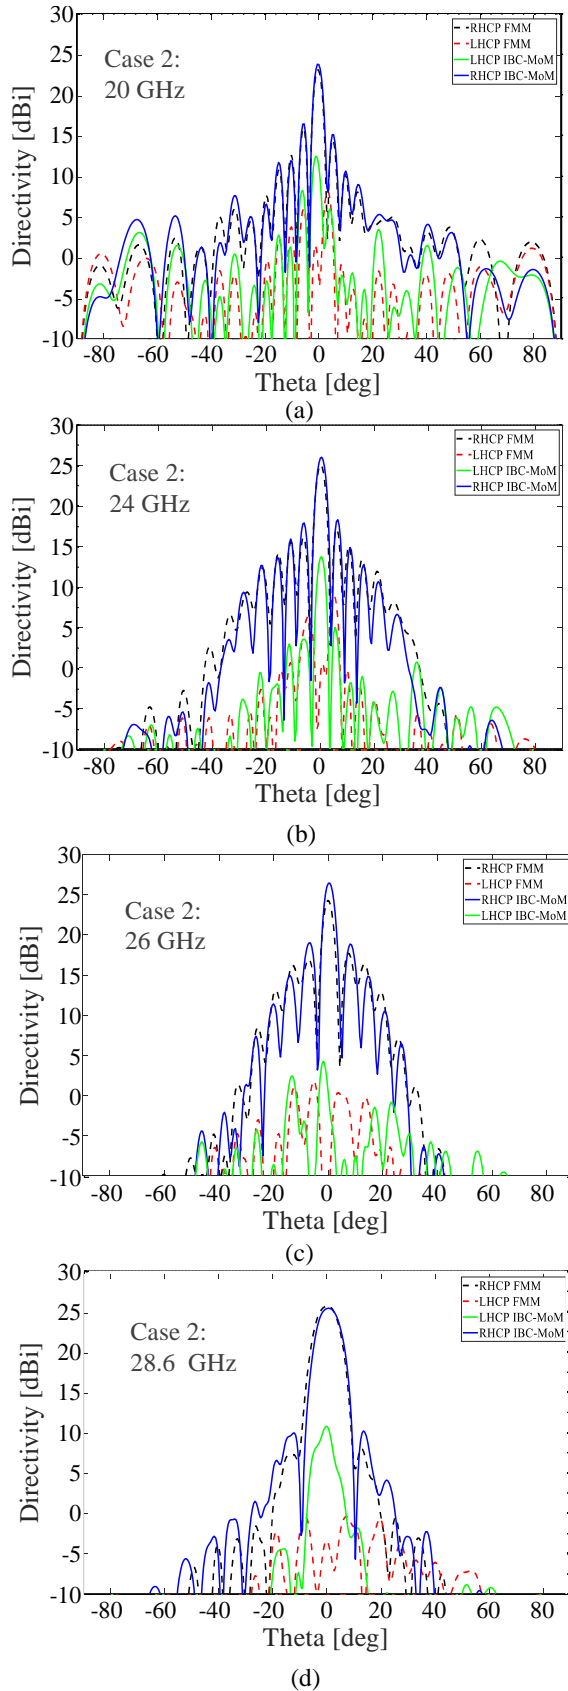 30
25
20
15
10
5
0
-5
-10
Directivity [dBi]
Case 2:
20 GHz
RHCP FMM
LHCP FMM
LHCP IBC-MoM
RHCP IBC-MoM
-80 -60 -40 -20 0 20 40 60 80
Theta [deg]
(a)
30
25
20
15
10
5
0
-5
-10
Directivity [dBi]
Case 2:
24 GHz
RHCP FMM
LHCP FMM
LHCP IBC-MoM
RHCP IBC-MoM
-80 -60 -40 -20 0 20 40 60 80
Theta [deg]
(b)
30
25
20
15
10
5
0
-5
-10
Directivity [dBi]
Case 2:
26 GHz
RHCP FMM
LHCP FMM
RHCP IBC-MoM
LHCP IBC-MoM
-80 -60 -40 -20 0 20 40 60 80
Theta [deg]
(c)
30
25
20
15
10
5
0
-5
-10
Directivity [dBi]
Case 2:
28.6 GHz
RHCP FMM
LHCP FMM
LHCP IBC-MoM
RHCP IBC-MoM
-80 -60 -40 -20 0 20 40 60 80
Theta [deg]
(d)